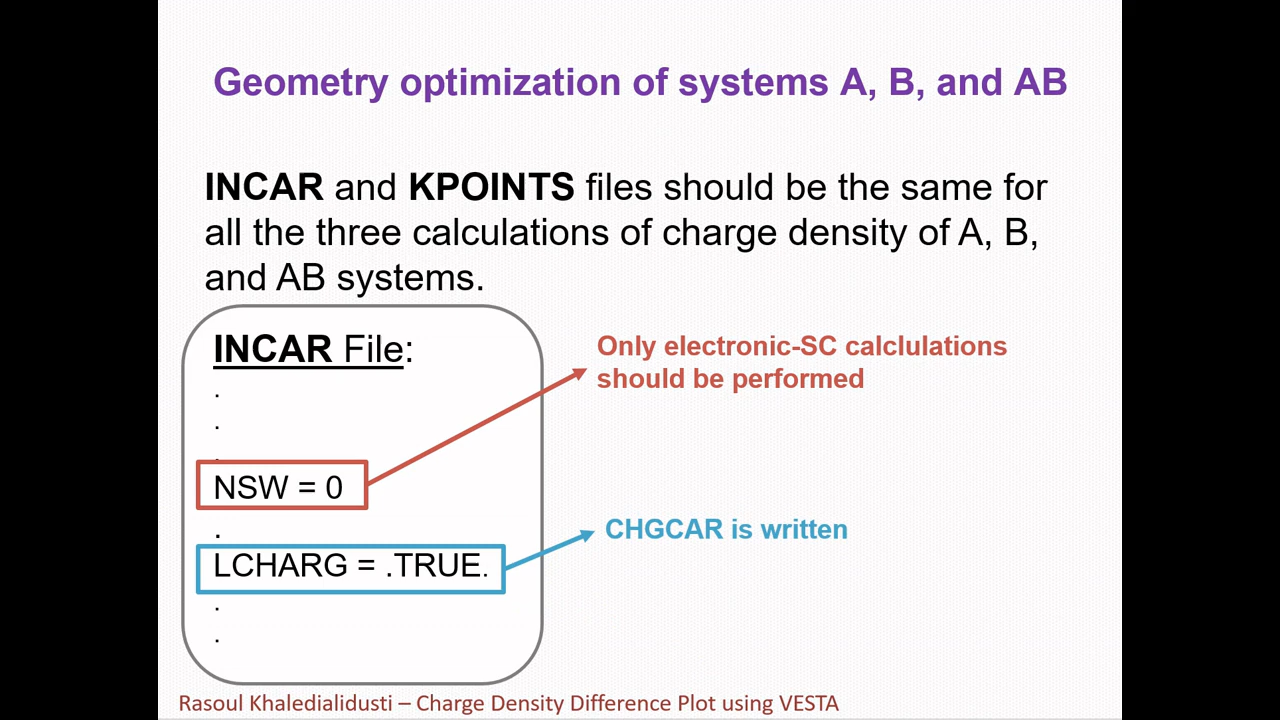 Geometry optimization of systems A, B, and AB
INCAR and KPOINTS files should be the same for
all the three calculations of charge density of A, B,
and AB systems.
INCAR File:
.
.
.
NSW = 0
.
LCHARG = .TRUE.
.
.
Only electronic-SC calclulations
should be performed
CHGCAR is written
Rasoul Khaledialidusti – Charge Density Difference Plot using VESTA